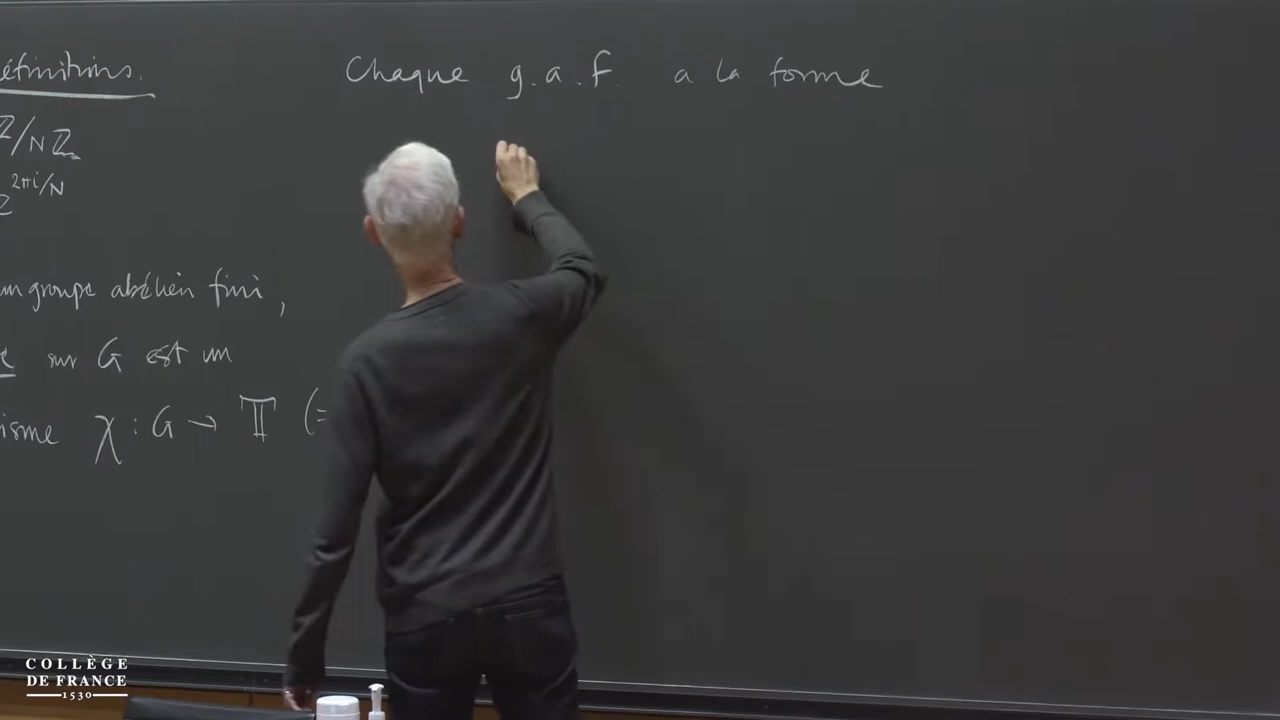 éfinitions.
Z/Nℤ
2πi/N
un groupe abélien fini,
sur G est un
isme χ : G → 𝕋 (=
Chaque g.a.f. a la forme
COLLÈGE
DE FRANCE
1530